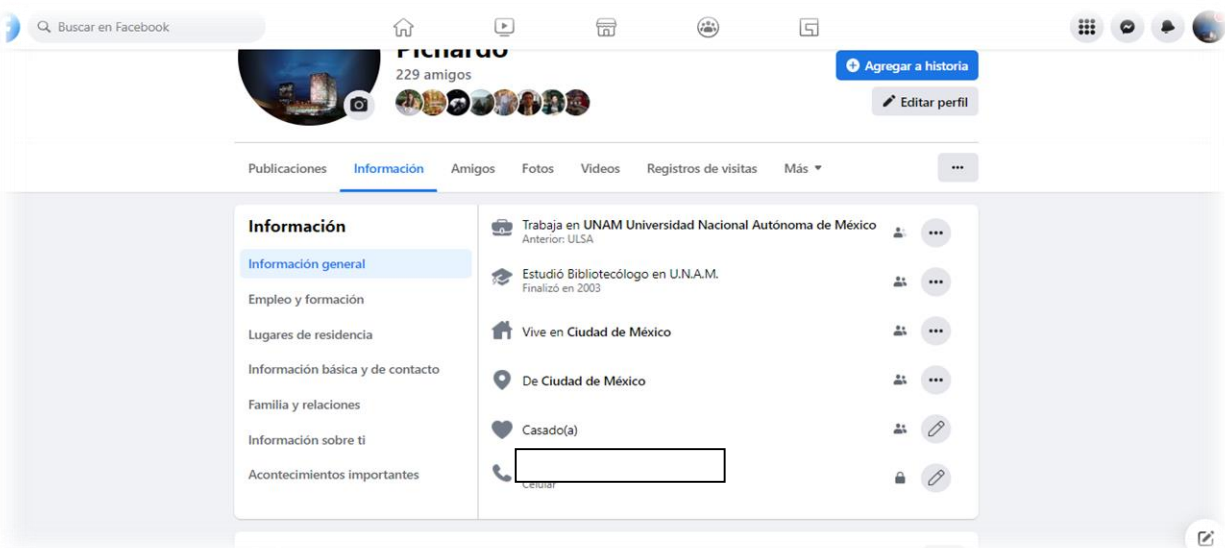 Buscar en Facebook
Pichardo
229 amigos
Agregar a historia
Editar perfil
Publicaciones Información Amigos Fotos Videos Registros de visitas Más
Información
Información general
Empleo y formación
Lugares de residencia
Información básica y de contacto
Familia y relaciones
Información sobre ti
Acontecimientos importantes
Trabaja en UNAM Universidad Nacional Autónoma de México
Anterior: ULSA
Estudió Bibliotecólogo en U.N.A.M.
Finalizó en 2003
Vive en Ciudad de México
De Ciudad de México
Casado(a)
Celular